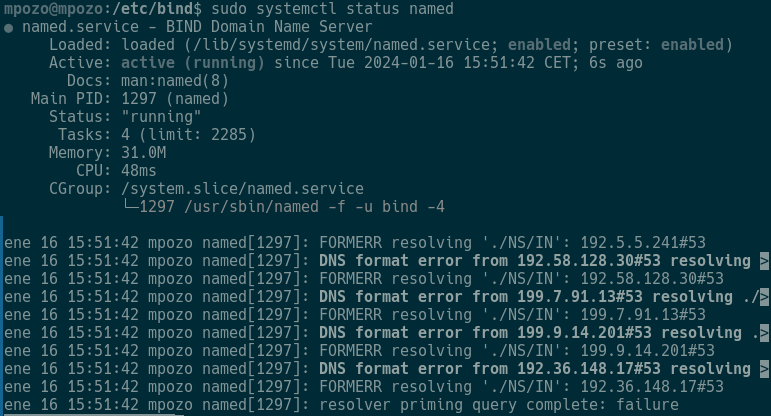 mpozo@mpozo:/etc/bind$ sudo systemctl status named
● named.service - BIND Domain Name Server
Loaded: loaded (/lib/systemd/system/named.service; enabled; preset: enabled)
Active: active (running) since Tue 2024-01-16 15:51:42 CET; 6s ago
Docs: man:named(8)
Main PID: 1297 (named)
Status: "running"
Tasks: 4 (limit: 2285)
Memory: 31.0M
CPU: 48ms
CGroup: /system.slice/named.service
└─1297 /usr/sbin/named -f -u bind -4
ene 16 15:51:42 mpozo named[1297]: FORMERR resolving './NS/IN': 192.5.5.241#53
ene 16 15:51:42 mpozo named[1297]: DNS format error from 192.58.128.30#53 resolving >
ene 16 15:51:42 mpozo named[1297]: FORMERR resolving './NS/IN': 192.58.128.30#53
ene 16 15:51:42 mpozo named[1297]: DNS format error from 199.7.91.13#53 resolving ./>
ene 16 15:51:42 mpozo named[1297]: FORMERR resolving './NS/IN': 199.7.91.13#53
ene 16 15:51:42 mpozo named[1297]: DNS format error from 199.9.14.201#53 resolving .>
ene 16 15:51:42 mpozo named[1297]: FORMERR resolving './NS/IN': 199.9.14.201#53
ene 16 15:51:42 mpozo named[1297]: DNS format error from 192.36.148.17#53 resolving >
ene 16 15:51:42 mpozo named[1297]: FORMERR resolving './NS/IN': 192.36.148.17#53
ene 16 15:51:42 mpozo named[1297]: resolver priming query complete: failure